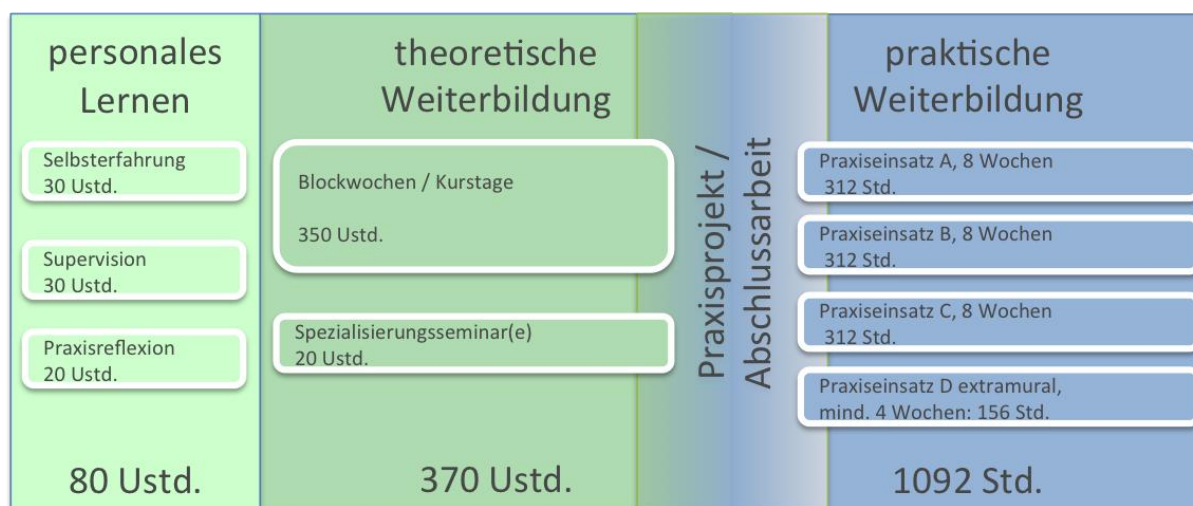 personales
Lernen
Selbsterfahrung
30 Ustd.
Supervision
30 Ustd.
Praxisreflexion
20 Ustd.
80 Ustd.
theoretische
Weiterbildung
Blockwochen / Kurstage
350 Ustd.
Spezialisierungsseminar(e)
20 Ustd.
370 Ustd.
Praxisprojekt /
Abschlussarbeit
praktische
Weiterbildung
Praxiseinsatz A, 8 Wochen
312 Std.
Praxiseinsatz B, 8 Wochen
312 Std.
Praxiseinsatz C, 8 Wochen
312 Std.
Praxiseinsatz D extramural,
mind. 4 Wochen: 156 Std.
1092 Std.